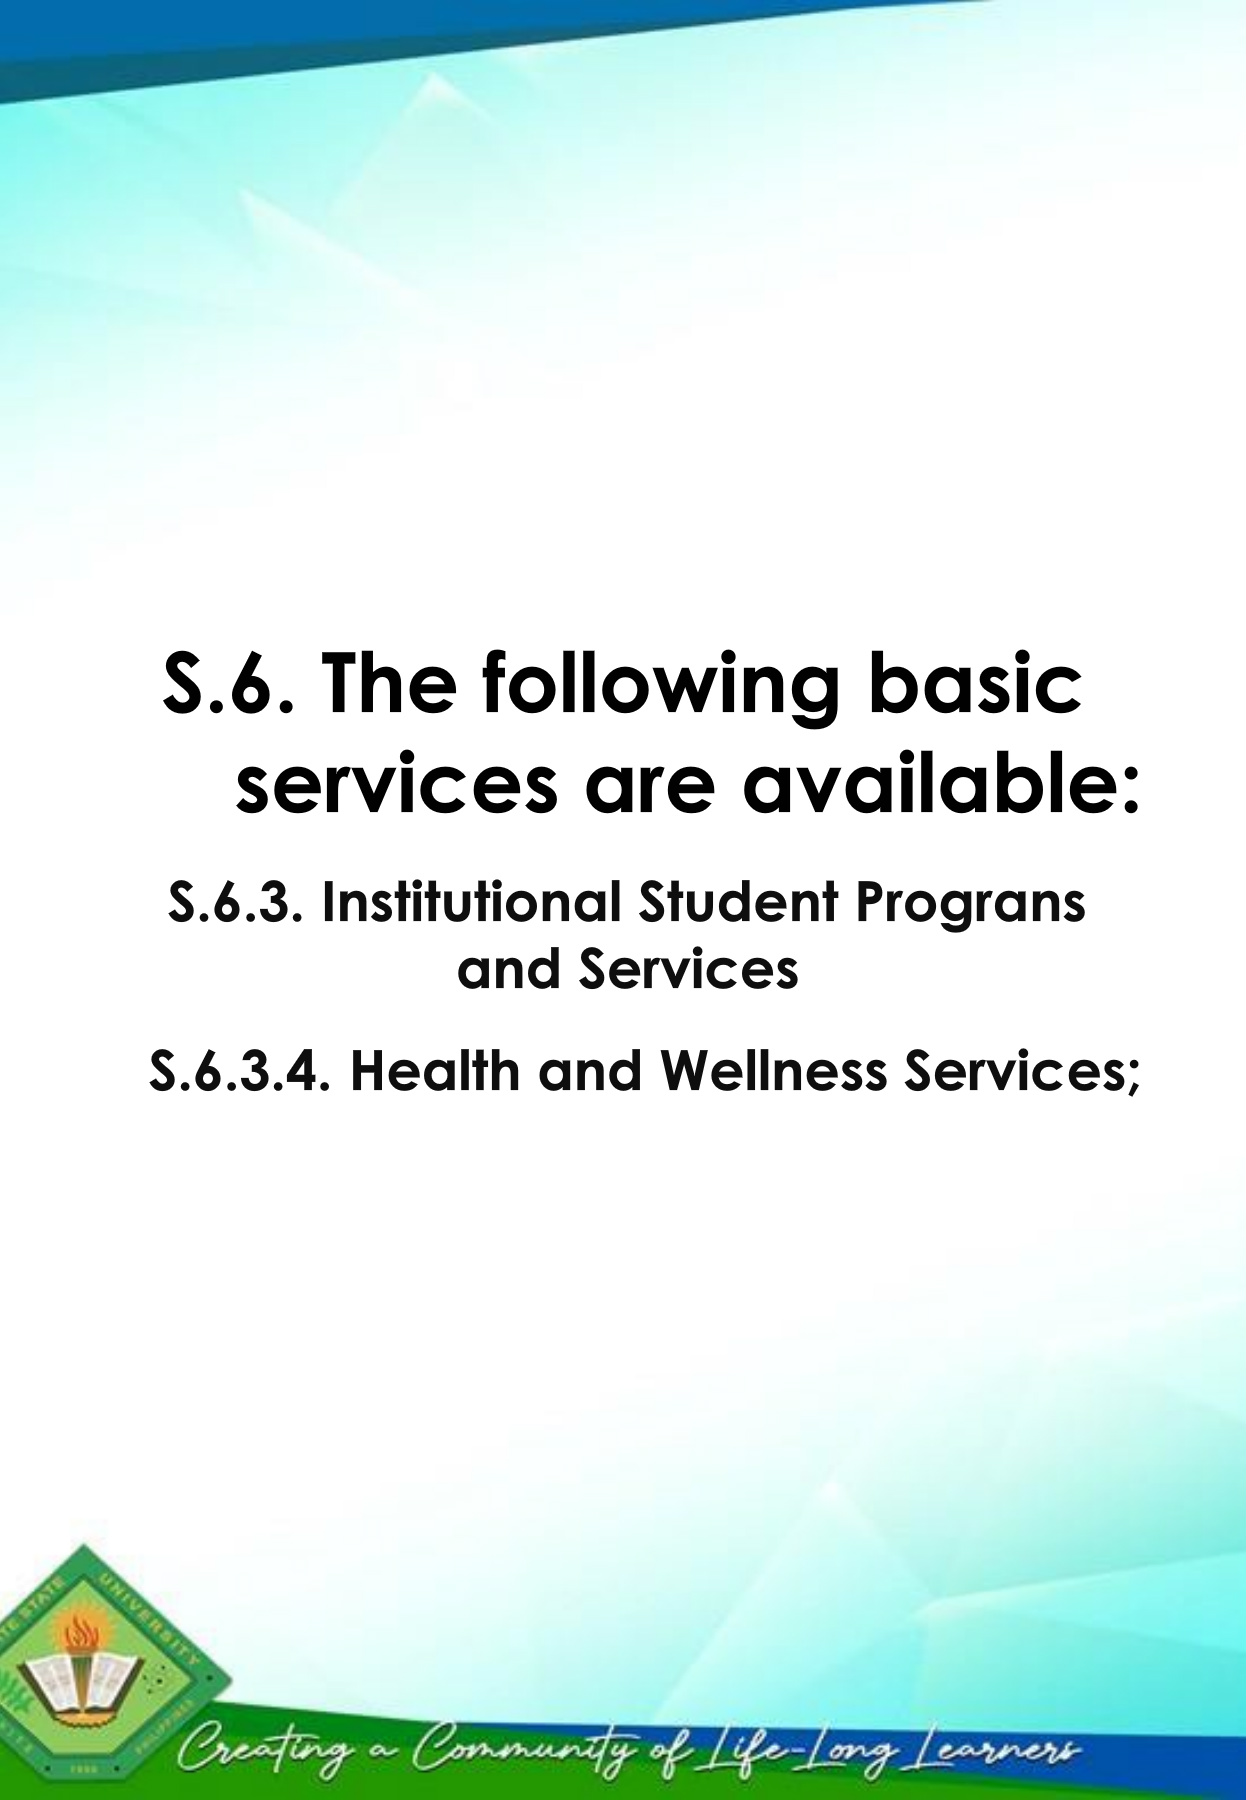 S.6. The following basic
services are available:
S.6.3. Institutional Student Prograns
and Services
S.6.3.4. Health and Wellness Services;
STATE
UNIVERSITY
PHILIPPINES
Creating a Community of Life-Long Learners